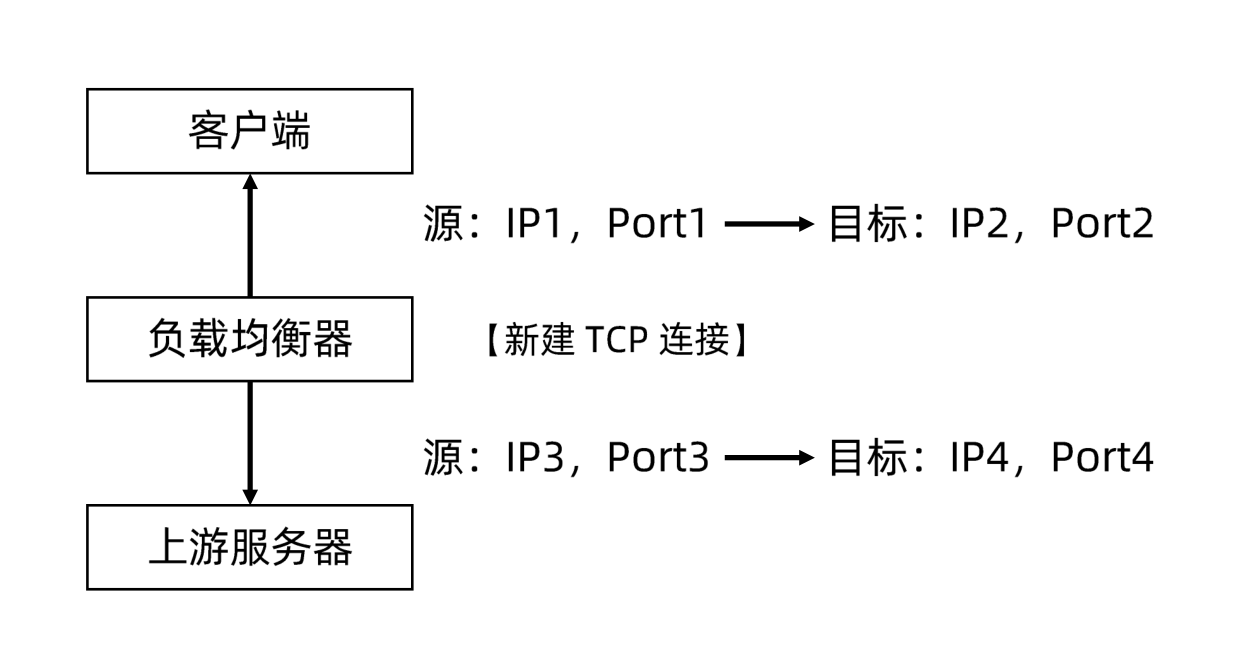 客户端
源：IP1，Port1 目标：IP2，Port2
负载均衡器
【新建 TCP 连接】
源：IP3，Port3 目标：IP4，Port4
上游服务器